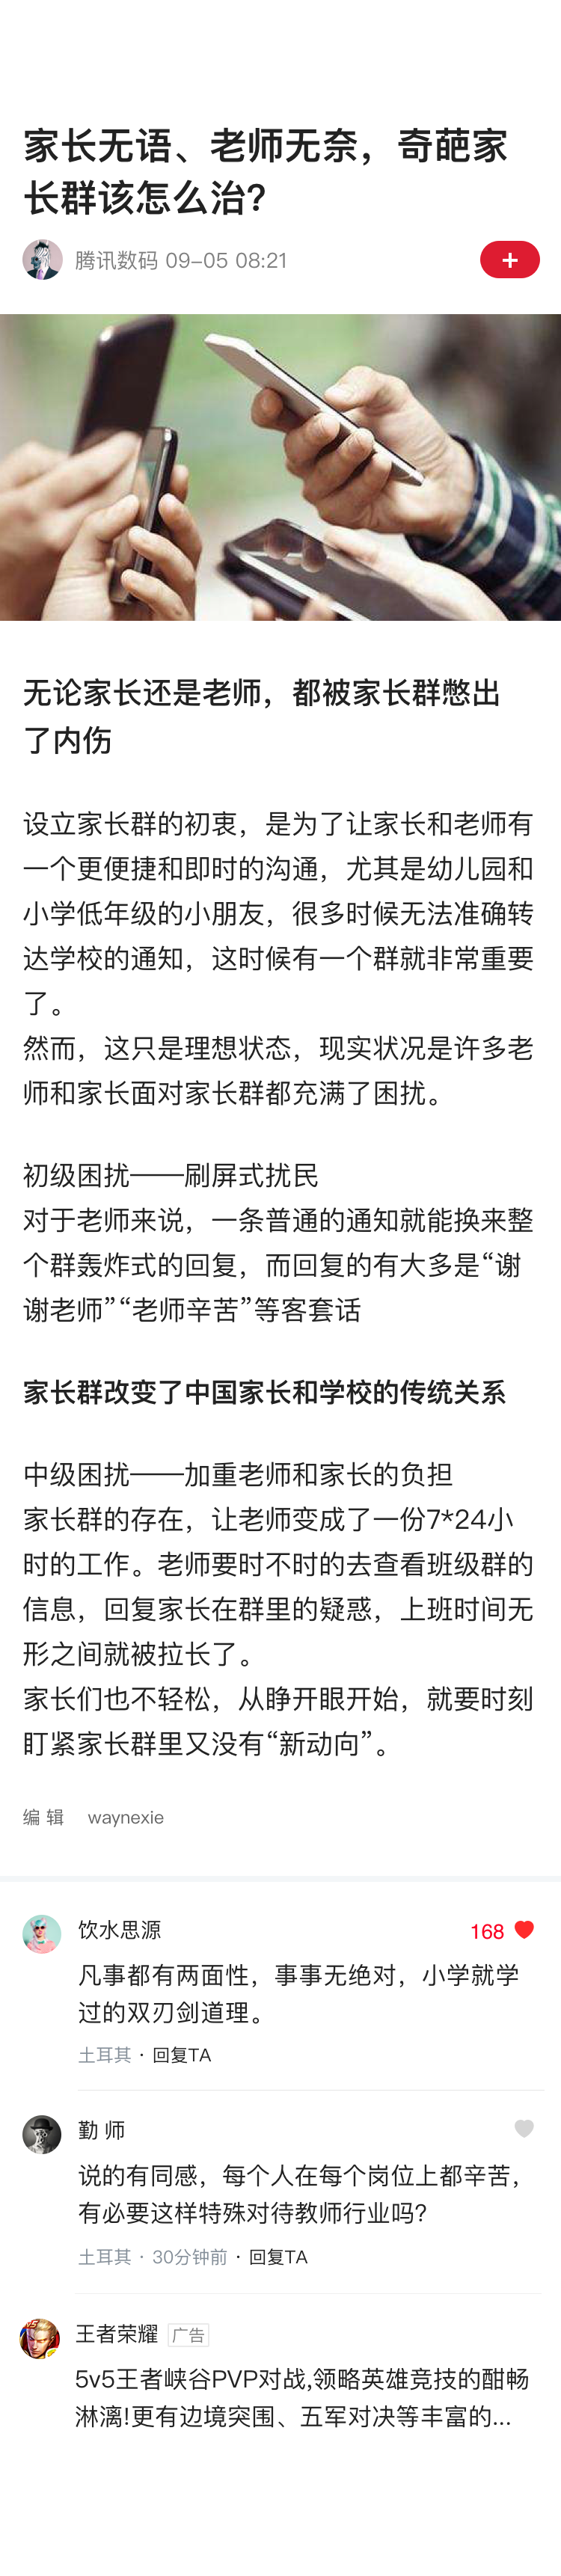 家长无语、老师无奈，奇葩家
长群该怎么治？
腾讯数码 09-05 08:21
无论家长还是老师，都被家长群憋出
了内伤
设立家长群的初衷，是为了让家长和老师有
一个更便捷和即时的沟通，尤其是幼儿园和
小学低年级的小朋友，很多时候无法准确转
达学校的通知，这时候有一个群就非常重要
了。
然而，这只是理想状态，现实状况是许多老
师和家长面对家长群都充满了困扰。
初级困扰——刷屏式扰民
对于老师来说，一条普通的通知就能换来整
个群轰炸式的回复，而回复的有大多是“谢
谢老师”“老师辛苦”等客套话
家长群改变了中国家长和学校的传统关系
中级困扰——加重老师和家长的负担
家长群的存在，让老师变成了一份7*24小
时的工作。老师要时不时的去查看班级群的
信息，回复家长在群里的疑惑，上班时间无
形之间就被拉长了。
家长们也不轻松，从睁开眼开始，就要时刻
盯紧家长群里又没有“新动向”。
编 辑 waynexie
饮水思源 168
凡事都有两面性，事事无绝对，小学就学
过的双刃剑道理。
土耳其 · 回复TA
勤 师
说的有同感，每个人在每个岗位上都辛苦，
有必要这样特殊对待教师行业吗？
土耳其 · 30分钟前 · 回复TA
王者荣耀 广告
5v5王者峡谷PVP对战,领略英雄竞技的酣畅
淋漓!更有边境突围、五军对决等丰富的...